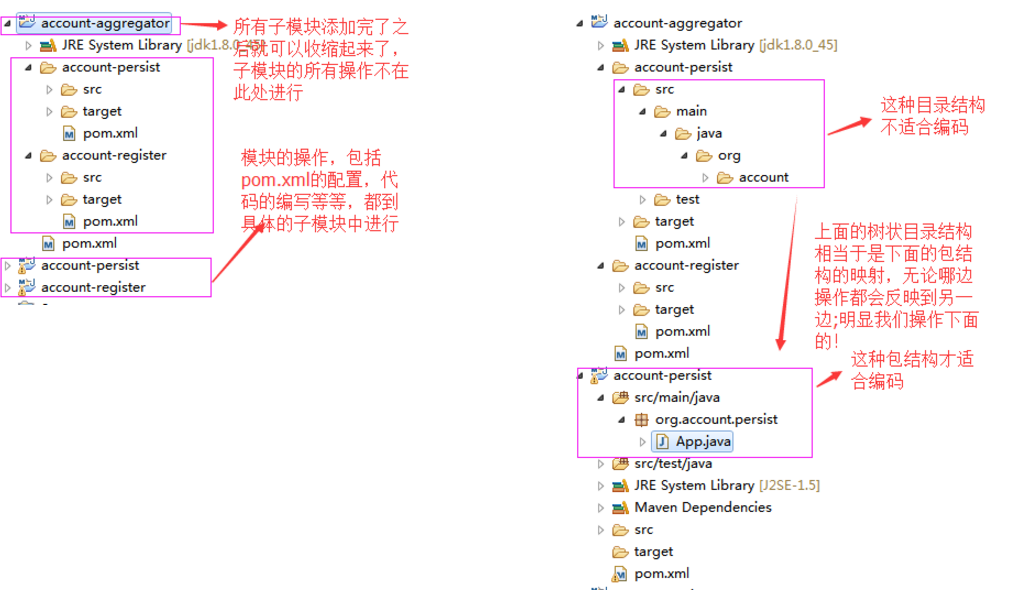 account-aggregator
JRE System Library [jdk1.8.0_45]
account-persist
src
target
pom.xml
account-register
src
target
pom.xml
pom.xml
account-persist
account-register
所有子模块添加完了之
后就可以收缩起来了，
子模块的所有操作不在
此处进行
模块的操作，包括
pom.xml的配置，代
码的编写等等，都到
具体的子模块中进行
account-aggregator
JRE System Library [jdk1.8.0_45]
account-persist
src
main
java
org
account
test
target
pom.xml
account-register
src
target
pom.xml
pom.xml
account-persist
src/main/java
org.account.persist
App.java
src/test/java
JRE System Library [J2SE-1.5]
Maven Dependencies
src
target
pom.xml
这种目录结构
不适合编码
上面的树状目录结构
相当于是下面的包结
构的映射，无论哪边
操作都会反映到另一
边;明显我们操作下面
的！
这种包结构才适
合编码